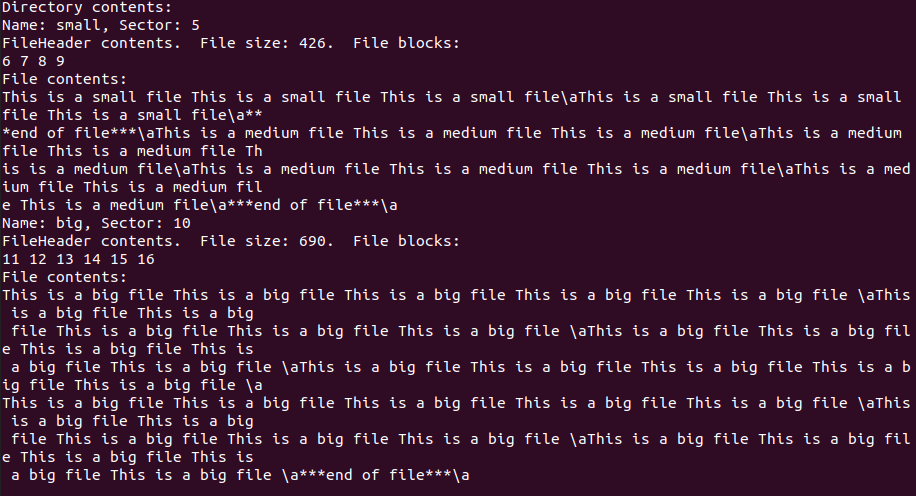 Directory contents:
Name: small, Sector: 5
FileHeader contents.  File size: 426.  File blocks:
6 7 8 9
File contents:
This is a small file This is a small file This is a small file\aThis is a small file This is a small
file This is a small file\a**
*end of file***\aThis is a medium file This is a medium file This is a medium file\aThis is a medium
file This is a medium file Th
is is a medium file\aThis is a medium file This is a medium file This is a medium file\aThis is a med
ium file This is a medium fil
e This is a medium file\a***end of file***\a
Name: big, Sector: 10
FileHeader contents.  File size: 690.  File blocks:
11 12 13 14 15 16
File contents:
This is a big file This is a big file This is a big file This is a big file This is a big file \aThis
 is a big file This is a big
 file This is a big file This is a big file This is a big file \aThis is a big file This is a big fil
e This is a big file This is
 a big file This is a big file \aThis is a big file This is a big file This is a big file This is a b
ig file This is a big file \a
This is a big file This is a big file This is a big file This is a big file This is a big file \aThis
 is a big file This is a big
 file This is a big file This is a big file This is a big file \aThis is a big file This is a big fil
e This is a big file This is
 a big file This is a big file \a***end of file***\a